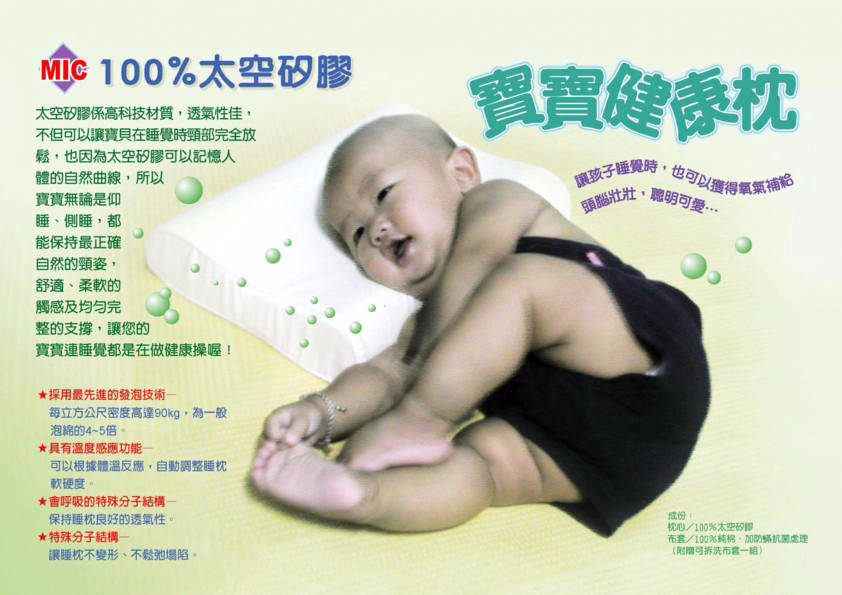 MIC 100%太空矽膠
太空矽膠係高科技材質，透氣性佳，
不但可以讓寶貝在睡覺時頸部完全放
鬆，也因為太空矽膠可以記憶人
體的自然曲線，所以
寶寶無論是仰
睡、側睡，都
能保持最正確
自然的頸姿，
舒適、柔軟的
觸感及均勻完
整的支撐，讓您的
寶寶連睡覺都是在做健康操喔！
★採用最先進的發泡技術—
每立方公尺密度高達90kg，為一般
泡綿的4~5倍。
★具有溫度感應功能—
可以根據體溫反應，自動調整睡枕
軟硬度。
★會呼吸的特殊分子結構—
保持睡枕良好的透氣性。
★特殊分子結構—
讓睡枕不變形、不鬆弛塌陷。
寶寶健康枕
讓孩子睡覺時，也可以獲得氧氣補給
頭腦壯壯，聰明可愛…
成份：
枕心／100%太空矽膠
布套／100%純棉、加防蟎抗菌處理
（附贈可拆洗布套一組）